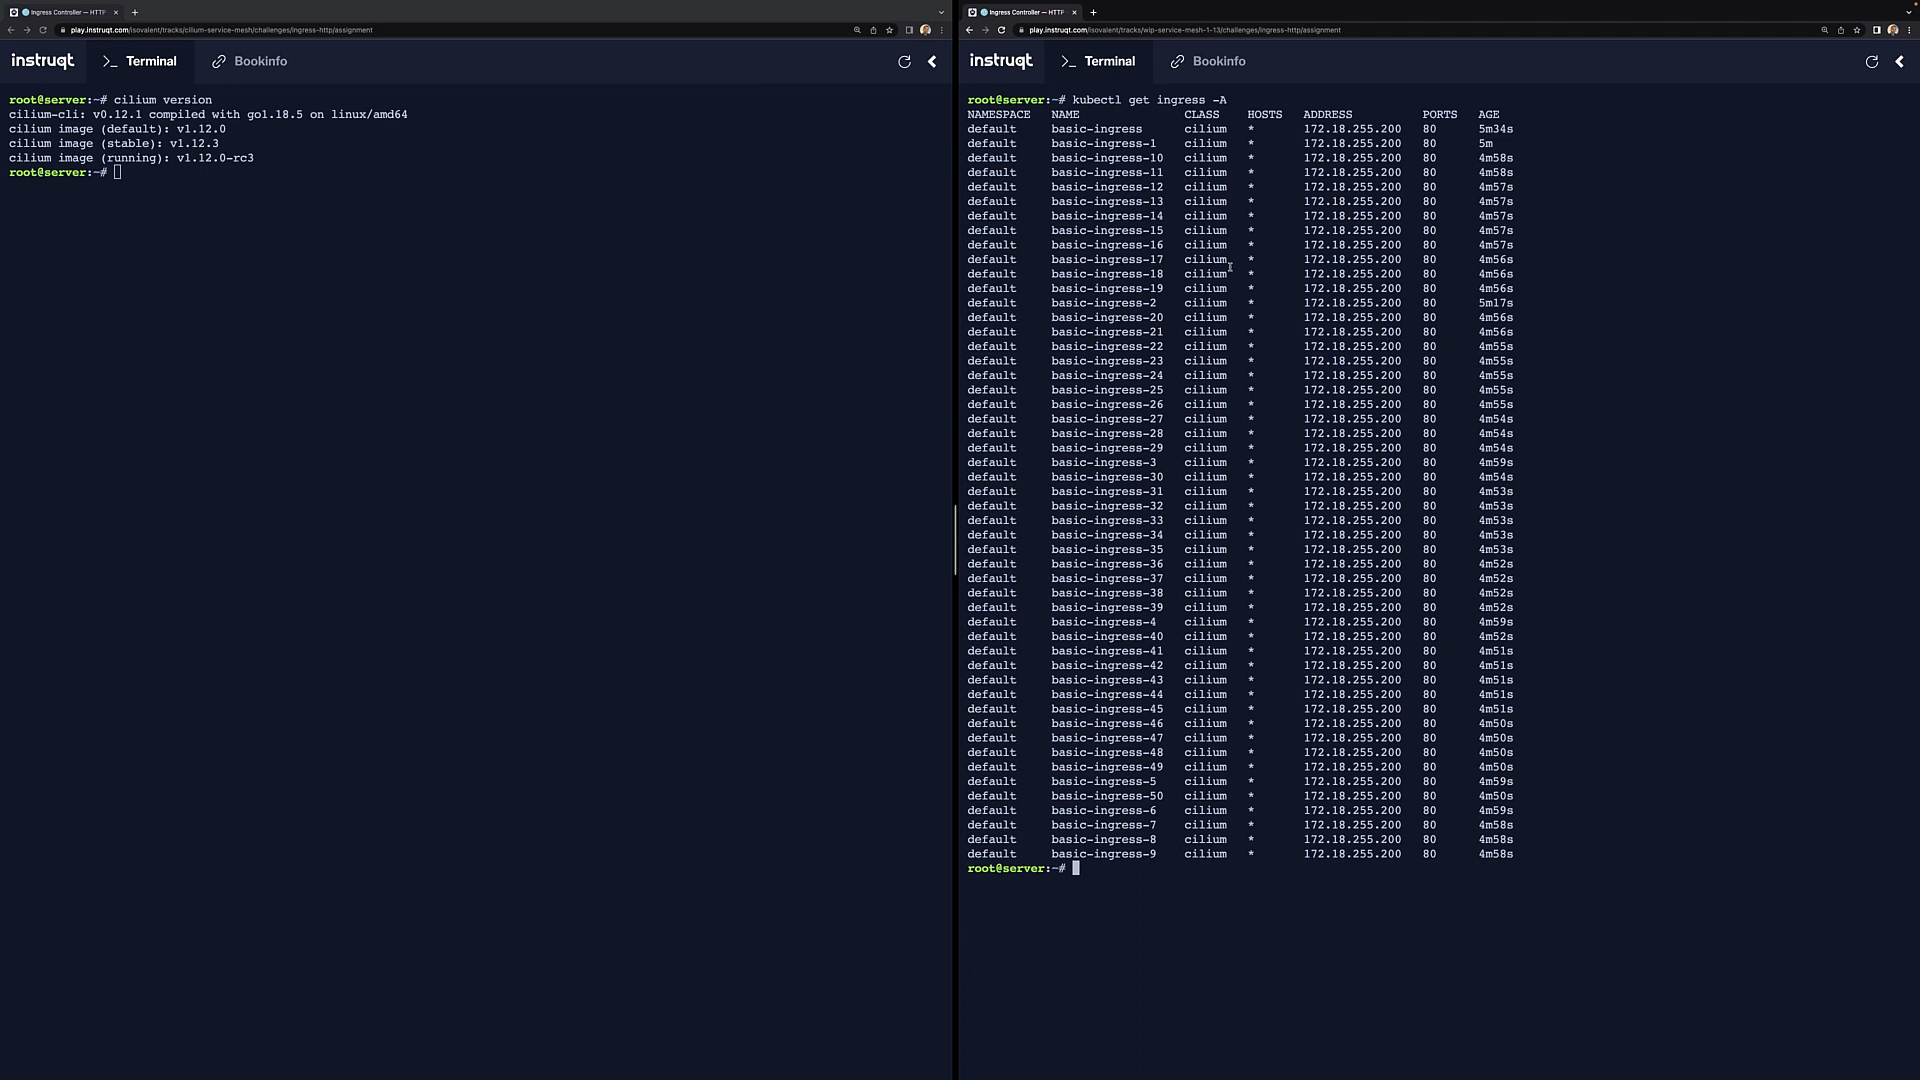 Ingress Controller — HTTP
play.instruqt.com/isovalent/tracks/cilium-service-mesh/challenges/ingress-http/assignment
instruqt >_ Terminal Bookinfo
root@server:~# cilium version
cilium-cli: v0.12.1 compiled with go1.18.5 on linux/amd64
cilium image (default): v1.12.0
cilium image (stable): v1.12.3
cilium image (running): v1.12.0-rc3
root@server:~#
Ingress Controller — HTTP
play.instruqt.com/isovalent/tracks/wip-service-mesh-1-13/challenges/ingress-http/assignment
instruqt >_ Terminal Bookinfo
root@server:~# kubectl get ingress -A
NAMESPACE NAME CLASS HOSTS ADDRESS PORTS AGE
default basic-ingress cilium * 172.18.255.200 80 5m34s
default basic-ingress-1 cilium * 172.18.255.200 80 5m
default basic-ingress-10 cilium * 172.18.255.200 80 4m58s
default basic-ingress-11 cilium * 172.18.255.200 80 4m58s
default basic-ingress-12 cilium * 172.18.255.200 80 4m57s
default basic-ingress-13 cilium * 172.18.255.200 80 4m57s
default basic-ingress-14 cilium * 172.18.255.200 80 4m57s
default basic-ingress-15 cilium * 172.18.255.200 80 4m57s
default basic-ingress-16 cilium * 172.18.255.200 80 4m57s
default basic-ingress-17 cilium * 172.18.255.200 80 4m56s
default basic-ingress-18 cilium * 172.18.255.200 80 4m56s
default basic-ingress-19 cilium * 172.18.255.200 80 4m56s
default basic-ingress-2 cilium * 172.18.255.200 80 5m17s
default basic-ingress-20 cilium * 172.18.255.200 80 4m56s
default basic-ingress-21 cilium * 172.18.255.200 80 4m56s
default basic-ingress-22 cilium * 172.18.255.200 80 4m55s
default basic-ingress-23 cilium * 172.18.255.200 80 4m55s
default basic-ingress-24 cilium * 172.18.255.200 80 4m55s
default basic-ingress-25 cilium * 172.18.255.200 80 4m55s
default basic-ingress-26 cilium * 172.18.255.200 80 4m55s
default basic-ingress-27 cilium * 172.18.255.200 80 4m54s
default basic-ingress-28 cilium * 172.18.255.200 80 4m54s
default basic-ingress-29 cilium * 172.18.255.200 80 4m54s
default basic-ingress-3 cilium * 172.18.255.200 80 4m59s
default basic-ingress-30 cilium * 172.18.255.200 80 4m54s
default basic-ingress-31 cilium * 172.18.255.200 80 4m53s
default basic-ingress-32 cilium * 172.18.255.200 80 4m53s
default basic-ingress-33 cilium * 172.18.255.200 80 4m53s
default basic-ingress-34 cilium * 172.18.255.200 80 4m53s
default basic-ingress-35 cilium * 172.18.255.200 80 4m53s
default basic-ingress-36 cilium * 172.18.255.200 80 4m52s
default basic-ingress-37 cilium * 172.18.255.200 80 4m52s
default basic-ingress-38 cilium * 172.18.255.200 80 4m52s
default basic-ingress-39 cilium * 172.18.255.200 80 4m52s
default basic-ingress-4 cilium * 172.18.255.200 80 4m59s
default basic-ingress-40 cilium * 172.18.255.200 80 4m52s
default basic-ingress-41 cilium * 172.18.255.200 80 4m51s
default basic-ingress-42 cilium * 172.18.255.200 80 4m51s
default basic-ingress-43 cilium * 172.18.255.200 80 4m51s
default basic-ingress-44 cilium * 172.18.255.200 80 4m51s
default basic-ingress-45 cilium * 172.18.255.200 80 4m51s
default basic-ingress-46 cilium * 172.18.255.200 80 4m50s
default basic-ingress-47 cilium * 172.18.255.200 80 4m50s
default basic-ingress-48 cilium * 172.18.255.200 80 4m50s
default basic-ingress-49 cilium * 172.18.255.200 80 4m50s
default basic-ingress-5 cilium * 172.18.255.200 80 4m59s
default basic-ingress-50 cilium * 172.18.255.200 80 4m50s
default basic-ingress-6 cilium * 172.18.255.200 80 4m59s
default basic-ingress-7 cilium * 172.18.255.200 80 4m58s
default basic-ingress-8 cilium * 172.18.255.200 80 4m58s
default basic-ingress-9 cilium * 172.18.255.200 80 4m58s
root@server:~#